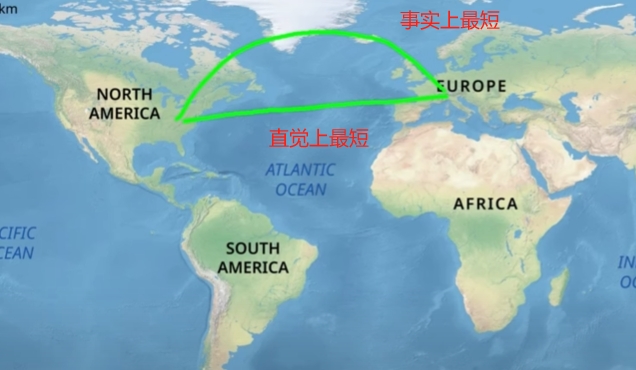 km
事实上最短
NORTH
AMERICA
EUROPE
直觉上最短
ATLANTIC
OCEAN
AFRICA
CIFIC
CEAN
SOUTH
AMERICA
IN
OC